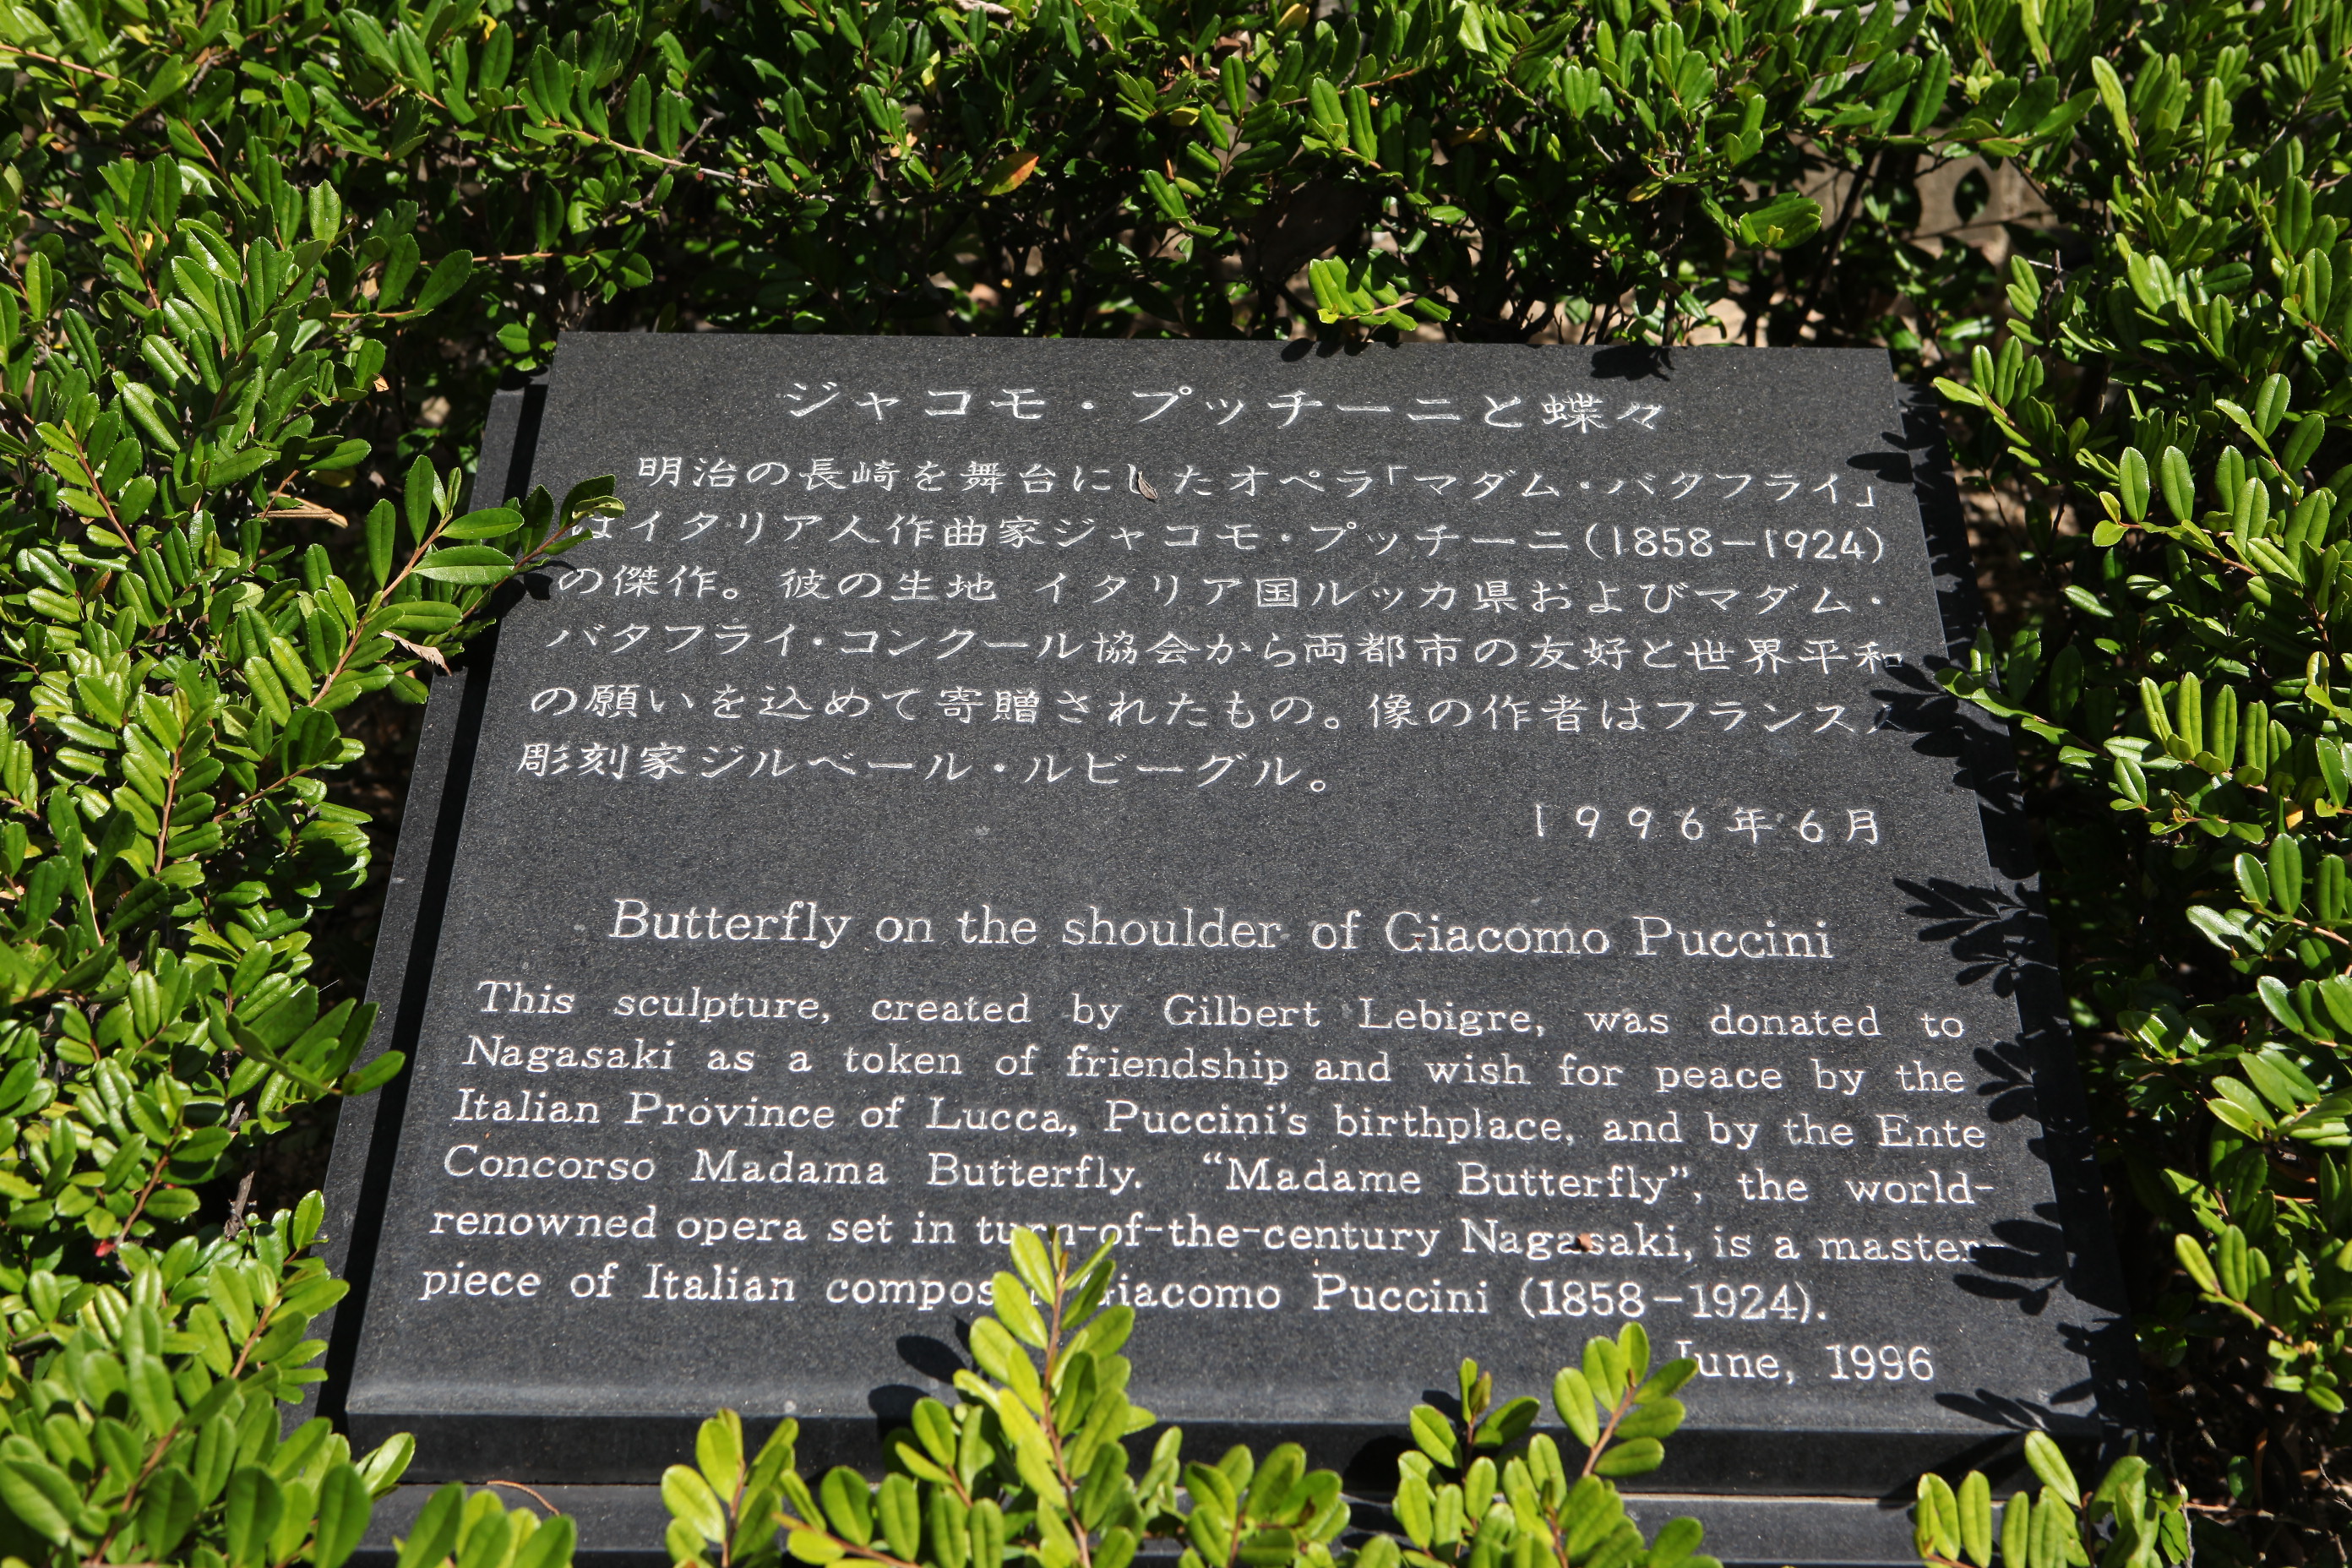 ジャコモ・プッチーニと蝶々
明治の長崎を舞台にしたオペラ「マダム・バタフライ」
はイタリア人作曲家ジャコモ・プッチーニ(1858−1924)
の傑作。彼の生地 イタリア国ルッカ県およびマダム・
バタフライ・コンクール協会から両都市の友好と世界平和
の願いを込めて寄贈されたもの。像の作者はフランス人
彫刻家ジルベール・ルビーグル。
1996年6月
Butterfly on the shoulder of Giacomo Puccini
This sculpture, created by Gilbert Lebigre, was donated to
Nagasaki as a token of friendship and wish for peace by the
Italian Province of Lucca, Puccini's birthplace, and by the Ente
Concorso Madama Butterfly. “Madame Butterfly”, the world-
renowned opera set in turn-of-the-century Nagasaki, is a master-
piece of Italian composer Giacomo Puccini (1858−1924).
June, 1996